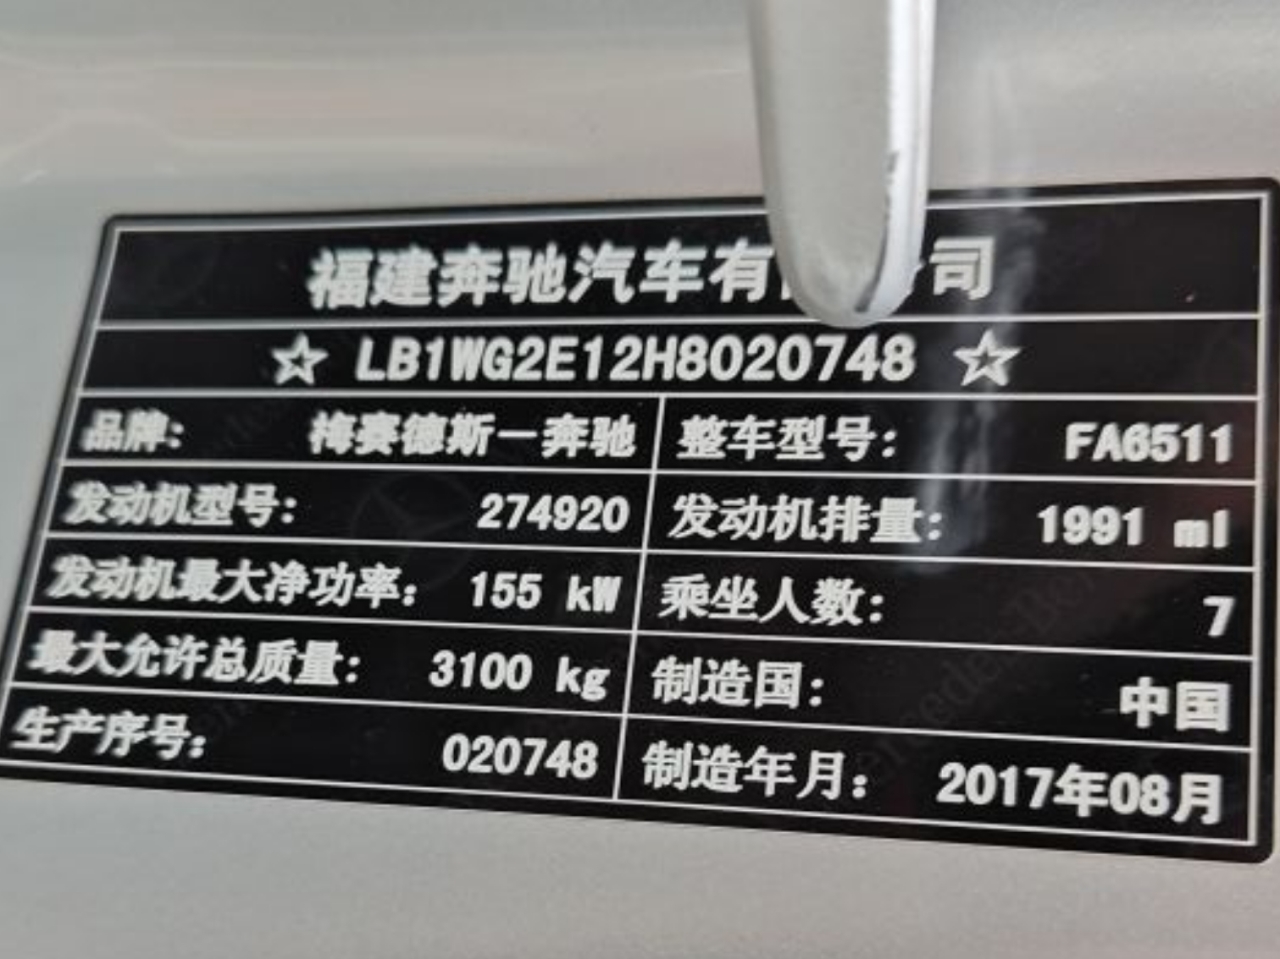 福建奔驰汽车有 司
☆ LB1WG2E12H8020748 ☆
品牌: 梅赛德斯－奔驰 整车型号: FA6511
发动机型号: 274920 发动机排量: 1991 ml
发动机最大净功率: 155 kW 乘坐人数: 7
最大允许总质量: 3100 kg 制造国: 中国
生产序号: 020748 制造年月: 2017年08月